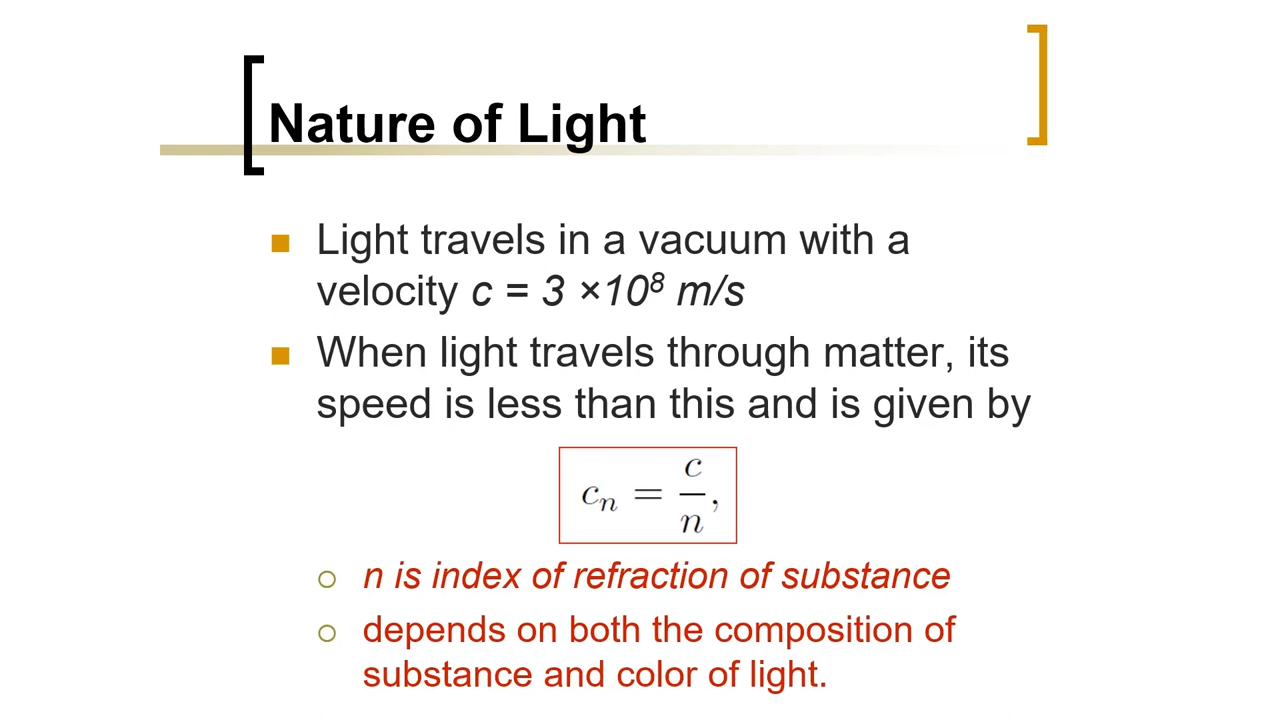 Nature of Light
Light travels in a vacuum with a
velocity c = 3 ×10⁸ m/s
When light travels through matter, its
speed is less than this and is given by
cₙ = c/n,
n is index of refraction of substance
depends on both the composition of
substance and color of light.